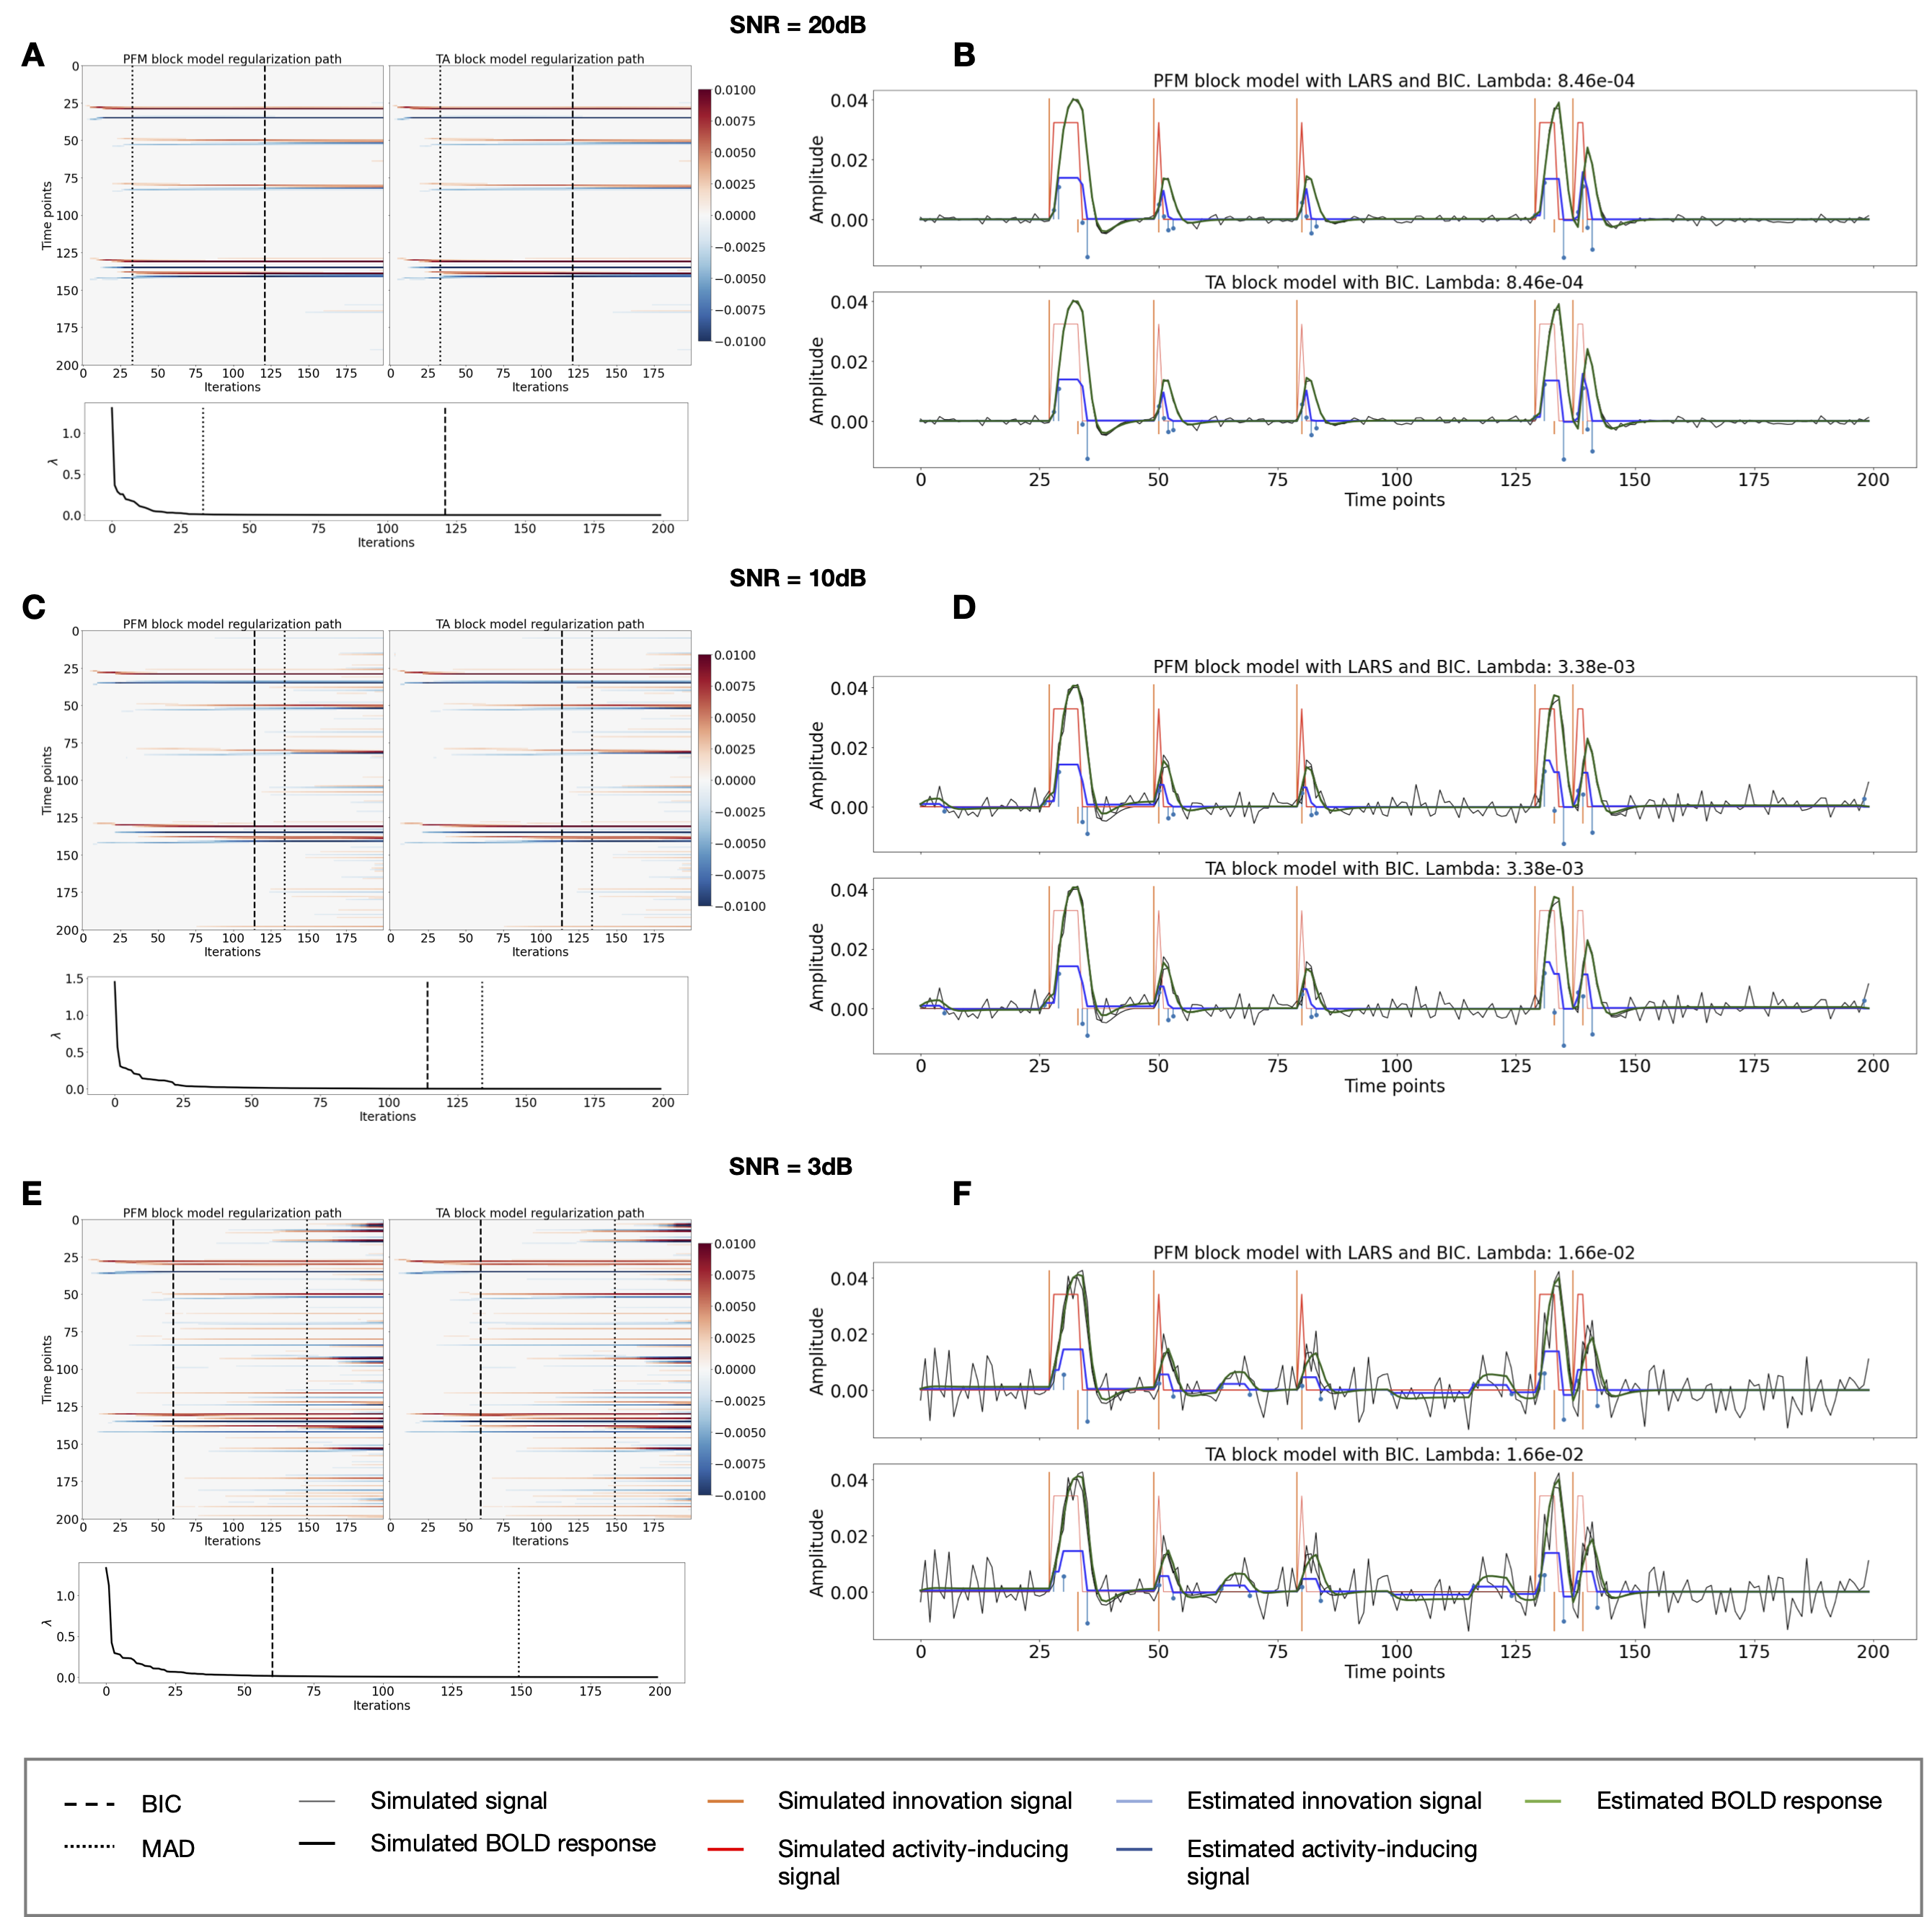 SNR = 20dB
A
B
PFM block model regularization path
TA block model regularization path
0
25
50
75
100
125
150
175
200
Time points
0 25 50 75 100 125 150 175
Iterations
0 25 50 75 100 125 150 175
Iterations
0.0100
0.0075
0.0050
0.0025
0.0000
−0.0025
−0.0050
−0.0075
−0.0100
1.0
0.5
0.0
λ
0 25 50 75 100 125 150 175 200
Iterations
PFM block model with LARS and BIC. Lambda: 8.46e-04
0.04
0.02
0.00
Amplitude
TA block model with BIC. Lambda: 8.46e-04
0.04
0.02
0.00
Amplitude
0 25 50 75 100 125 150 175 200
Time points
SNR = 10dB
C
D
PFM block model regularization path
TA block model regularization path
0
25
50
75
100
125
150
175
200
Time points
0 25 50 75 100 125 150 175
Iterations
0 25 50 75 100 125 150 175
Iterations
0.0100
0.0075
0.0050
0.0025
0.0000
−0.0025
−0.0050
−0.0075
−0.0100
1.5
1.0
0.5
0.0
λ
0 25 50 75 100 125 150 175 200
Iterations
PFM block model with LARS and BIC. Lambda: 3.38e-03
0.04
0.02
0.00
Amplitude
TA block model with BIC. Lambda: 3.38e-03
0.04
0.02
0.00
Amplitude
0 25 50 75 100 125 150 175 200
Time points
SNR = 3dB
E
F
PFM block model regularization path
TA block model regularization path
0
25
50
75
100
125
150
175
200
Time points
0 25 50 75 100 125 150 175
Iterations
0 25 50 75 100 125 150 175
Iterations
0.0100
0.0075
0.0050
0.0025
0.0000
−0.0025
−0.0050
−0.0075
−0.0100
1.0
0.5
0.0
λ
0 25 50 75 100 125 150 175 200
Iterations
PFM block model with LARS and BIC. Lambda: 1.66e-02
0.04
0.02
0.00
Amplitude
TA block model with BIC. Lambda: 1.66e-02
0.04
0.02
0.00
Amplitude
0 25 50 75 100 125 150 175 200
Time points
BIC
MAD
Simulated signal
Simulated BOLD response
Simulated innovation signal
Simulated activity-inducing
signal
Estimated innovation signal
Estimated activity-inducing
signal
Estimated BOLD response